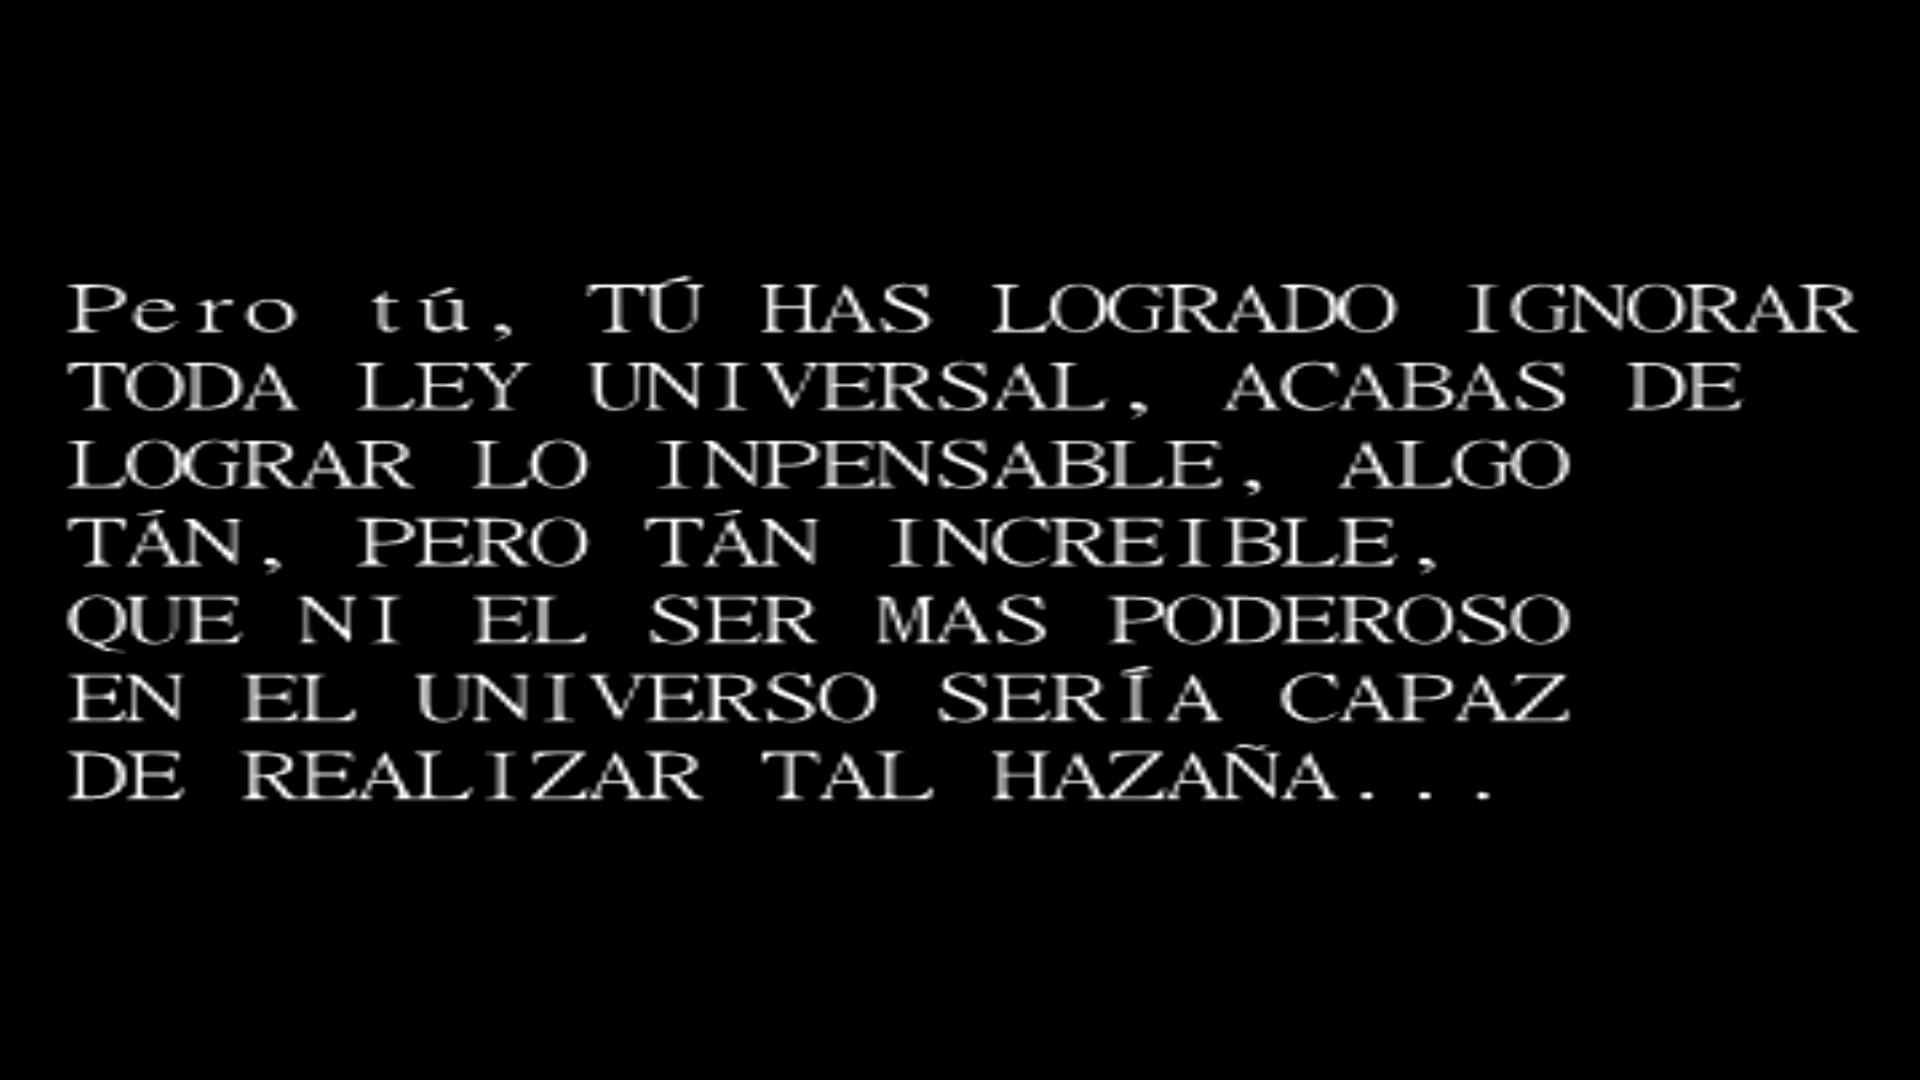 Pero tú, TÚ HAS LOGRADO IGNORAR
TODA LEY UNIVERSAL, ACABAS DE
LOGRAR LO INPENSABLE, ALGO
TÁN, PERO TÁN INCREIBLE,
QUE NI EL SER MAS PODEROSO
EN EL UNIVERSO SERÍA CAPAZ
DE REALIZAR TAL HAZAÑA...